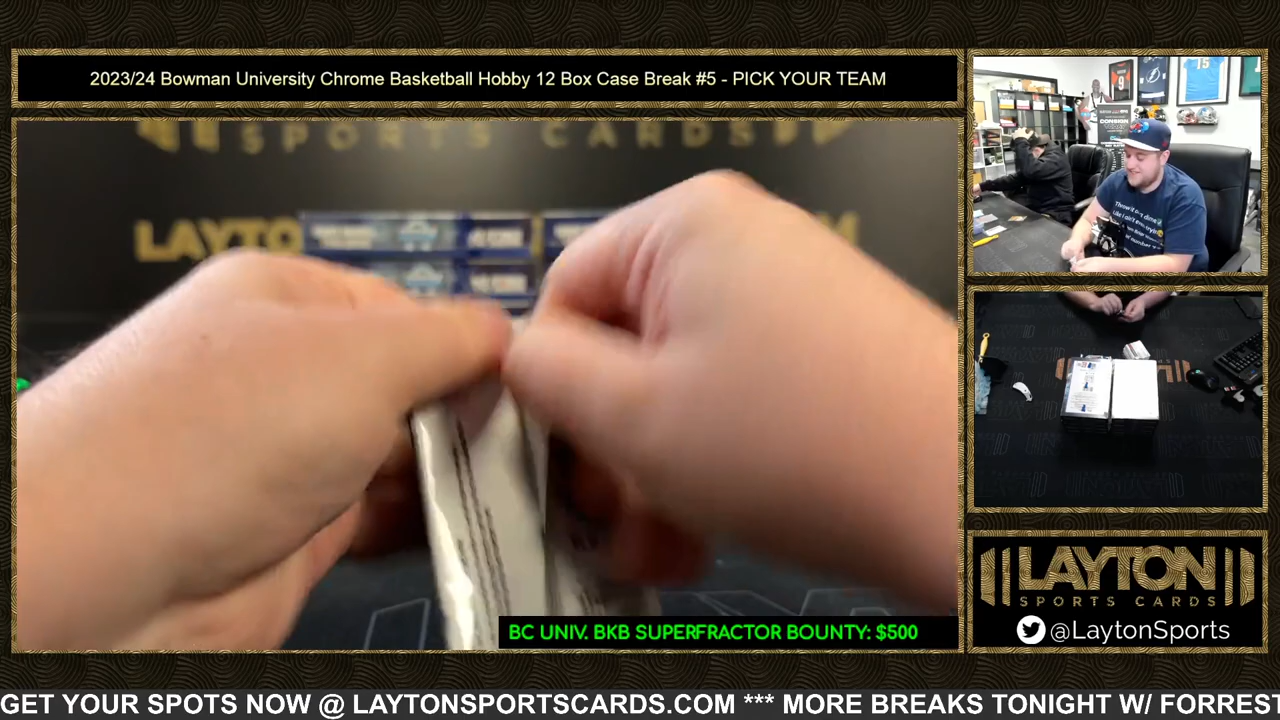 2023/24 Bowman University Chrome Basketball Hobby 12 Box Case Break #5 - PICK YOUR TEAM
LAYTO
BC UNIV. BKB SUPERFRACTOR BOUNTY: $500
LAYTON
SPORTS CARDS
@LaytonSports
GET YOUR SPOTS NOW @ LAYTONSPORTSCARDS.COM *** MORE BREAKS TONIGHT W/ FORREST